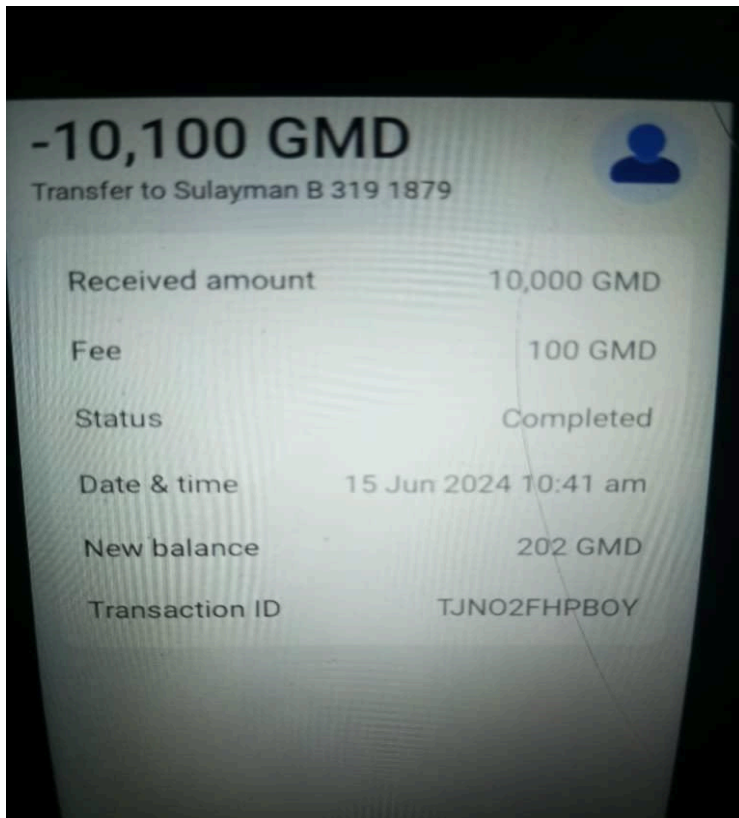 -10,100 GMD
Transfer to Sulayman B 319 1879
Received amount 10,000 GMD
Fee 100 GMD
Status Completed
Date & time 15 Jun 2024 10:41 am
New balance 202 GMD
Transaction ID TJNO2FHPBOY